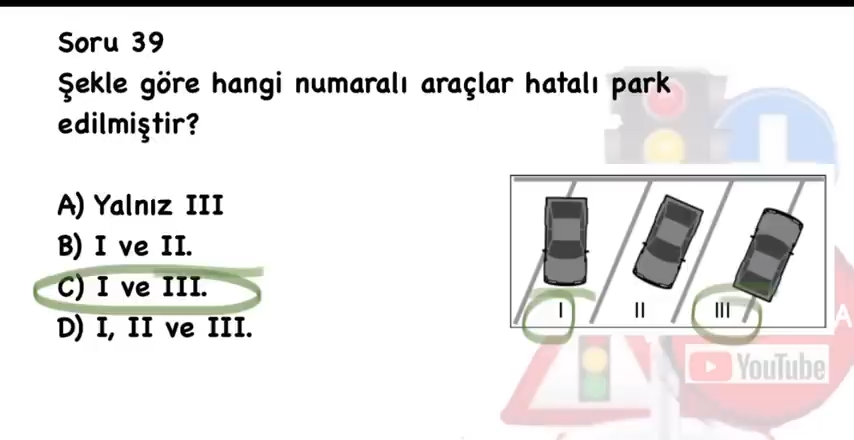 Soru 39
Şekle göre hangi numaralı araçlar hatalı park
edilmiştir?
A) Yalnız III
B) I ve II.
C) I ve III.
D) I, II ve III.
I II III
A
YouTube